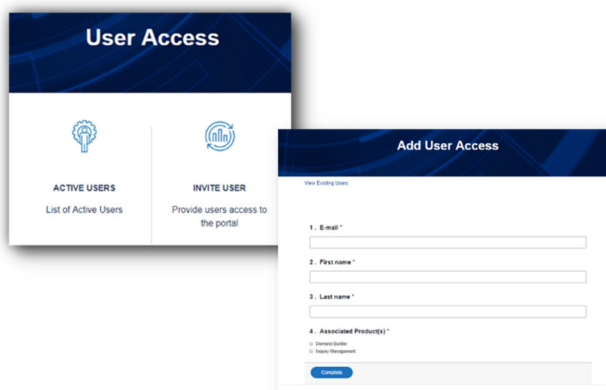 User Access
ACTIVE USERS
List of Active Users
INVITE USER
Provide users access to
the portal
Add User Access
View Existing Users
1. E-mail *
2. First name *
3. Last name *
4. Associated Product(s) *
Demand Builder
Inquiry Management
Complete